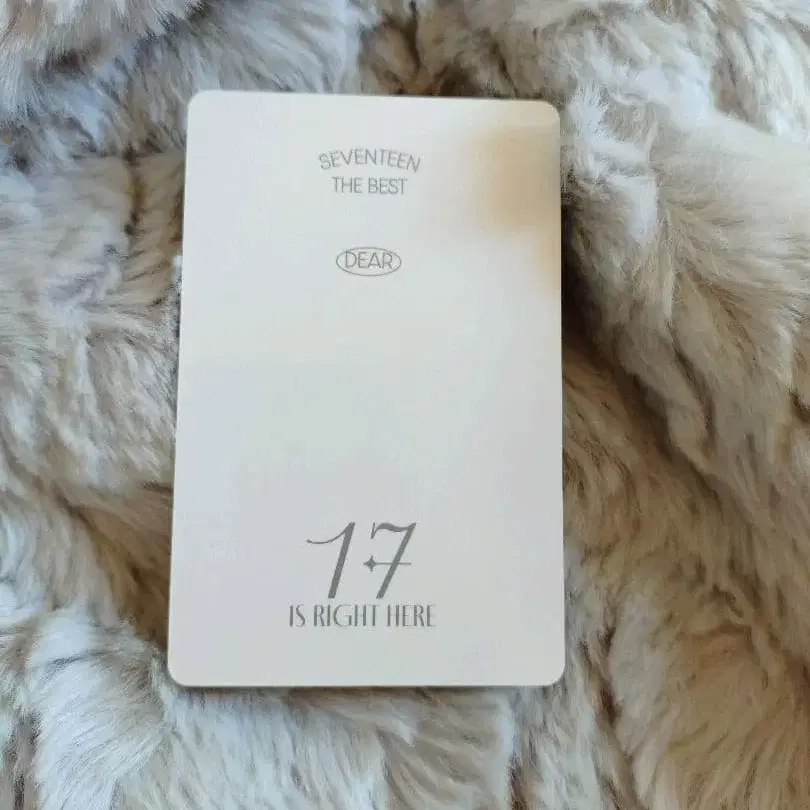 SEVENTEEN
THE BEST
DEAR
17
IS RIGHT HERE